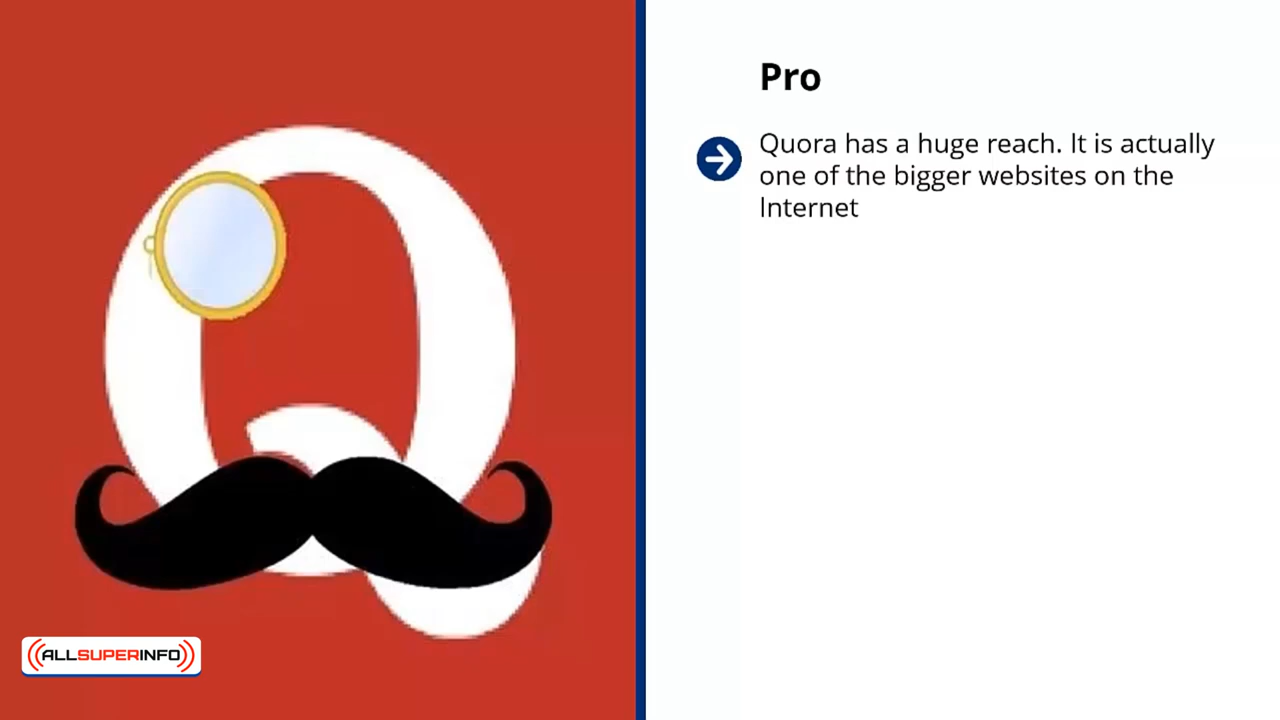 Pro
Quora has a huge reach. It is actually
one of the bigger websites on the
Internet
Q
((ALLSUPERINFO))